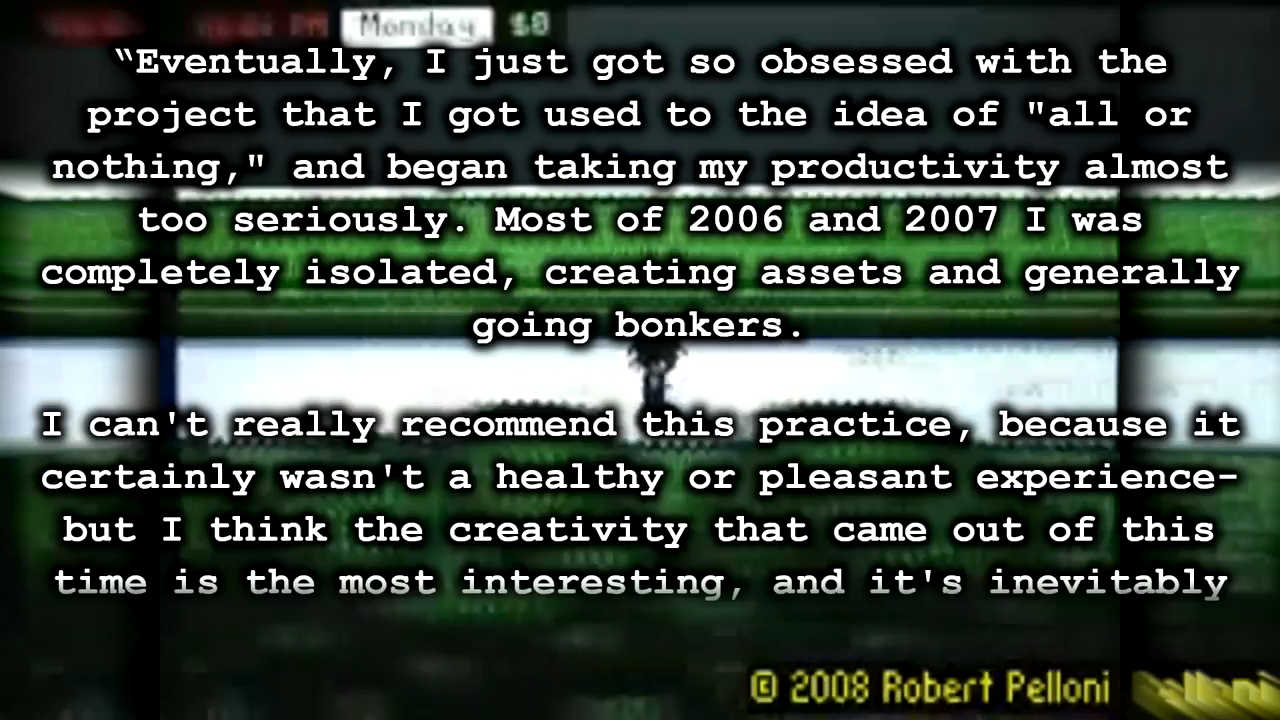 Monday $0
“Eventually, I just got so obsessed with the
project that I got used to the idea of "all or
nothing," and began taking my productivity almost
too seriously. Most of 2006 and 2007 I was
completely isolated, creating assets and generally
going bonkers.
I can't really recommend this practice, because it
certainly wasn't a healthy or pleasant experience-
but I think the creativity that came out of this
time is the most interesting, and it's inevitably
© 2008 Robert Pelloni